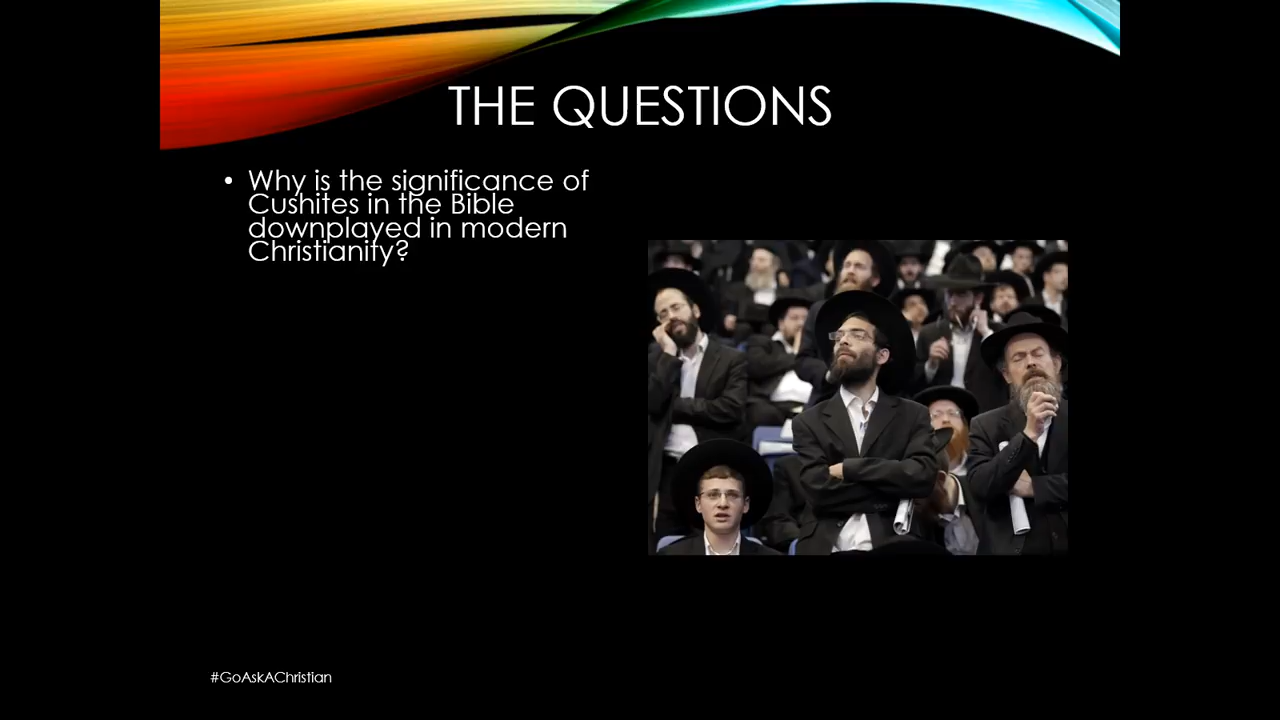 THE QUESTIONS
• Why is the significance of
Cushites in the Bible
downplayed in modern
Christianity?
#GoAskAChristian